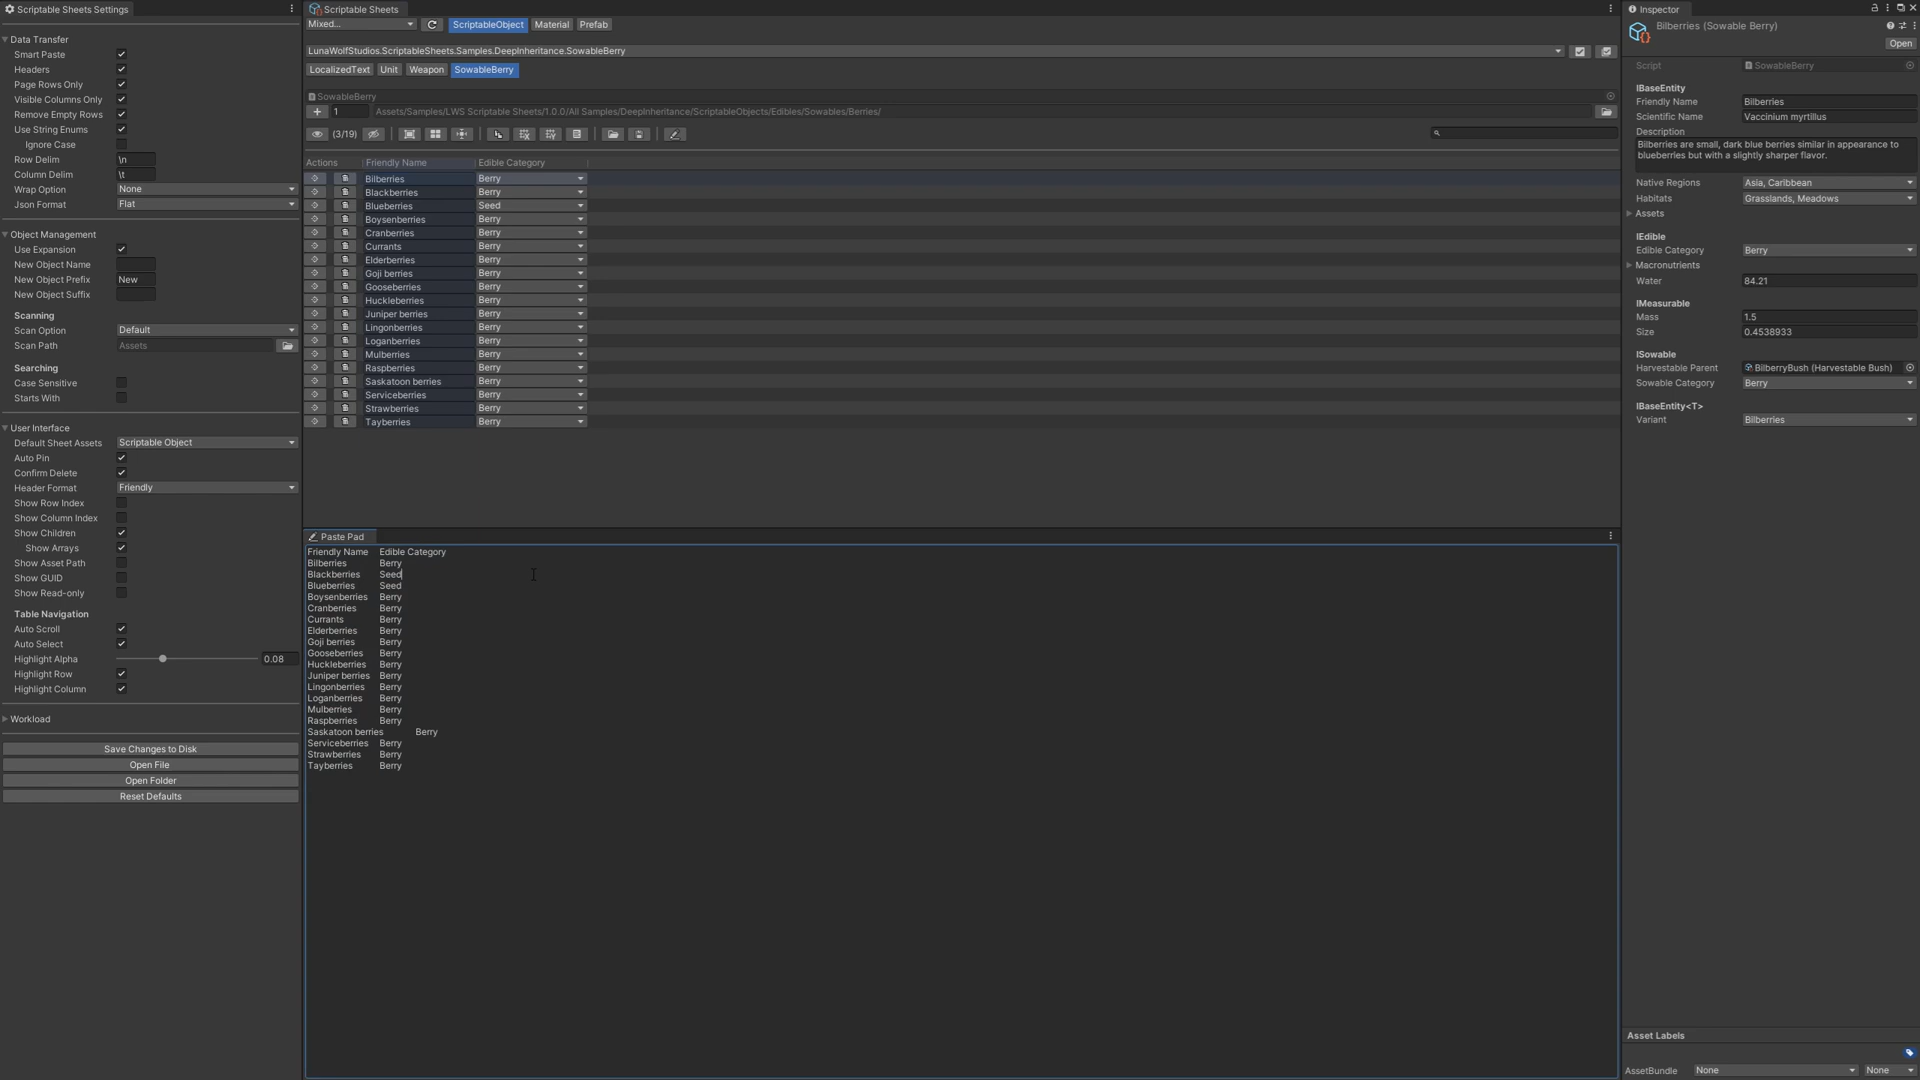 Scriptable Sheets Settings
Data Transfer
Smart Paste
Headers
Page Rows Only
Visible Columns Only
Remove Empty Rows
Use String Enums
Ignore Case
Row Delim \n
Column Delim \t
Wrap Option None
Json Format Flat
Object Management
Use Expansion
New Object Name
New Object Prefix New
New Object Suffix
Scanning
Scan Option Default
Scan Path Assets
Searching
Case Sensitive
Starts With
User Interface
Default Sheet Assets Scriptable Object
Auto Pin
Confirm Delete
Header Format Friendly
Show Row Index
Show Column Index
Show Children
Show Arrays
Show Asset Path
Show GUID
Show Read-only
Table Navigation
Auto Scroll
Auto Select
Highlight Alpha 0.08
Highlight Row
Highlight Column
Workload
Save Changes to Disk
Open File
Open Folder
Reset Defaults
Scriptable Sheets
Mixed... ScriptableObject Material Prefab
LunaWolfStudios.ScriptableSheets.Samples.DeepInheritance.SowableBerry
LocalizedText Unit Weapon SowableBerry
SowableBerry
1 Assets/Samples/LWS Scriptable Sheets/1.0.0/All Samples/DeepInheritance/ScriptableObjects/Edibles/Sowables/Berries/
(3/19)
Actions Friendly Name Edible Category
Bilberries Berry
Blackberries Berry
Blueberries Seed
Boysenberries Berry
Cranberries Berry
Currants Berry
Elderberries Berry
Goji berries Berry
Gooseberries Berry
Huckleberries Berry
Juniper berries Berry
Lingonberries Berry
Loganberries Berry
Mulberries Berry
Raspberries Berry
Saskatoon berries Berry
Serviceberries Berry
Strawberries Berry
Tayberries Berry
Paste Pad
Friendly Name Edible Category
Bilberries Berry
Blackberries Seed
Blueberries Seed
Boysenberries Berry
Cranberries Berry
Currants Berry
Elderberries Berry
Goji berries Berry
Gooseberries Berry
Huckleberries Berry
Juniper berries Berry
Lingonberries Berry
Loganberries Berry
Mulberries Berry
Raspberries Berry
Saskatoon berries Berry
Serviceberries Berry
Strawberries Berry
Tayberries Berry
Inspector
Bilberries (Sowable Berry)
Open
Script SowableBerry
IBaseEntity
Friendly Name Bilberries
Scientific Name Vaccinium myrtillus
Description
Bilberries are small, dark blue berries similar in appearance to
blueberries but with a slightly sharper flavor.
Native Regions Asia, Caribbean
Habitats Grasslands, Meadows
Assets
IEdible
Edible Category Berry
Macronutrients
Water 84.21
IMeasurable
Mass 1.5
Size 0.4538933
ISowable
Harvestable Parent BilberryBush (Harvestable Bush)
Sowable Category Berry
IBaseEntity<T>
Variant Bilberries
Asset Labels
AssetBundle None None